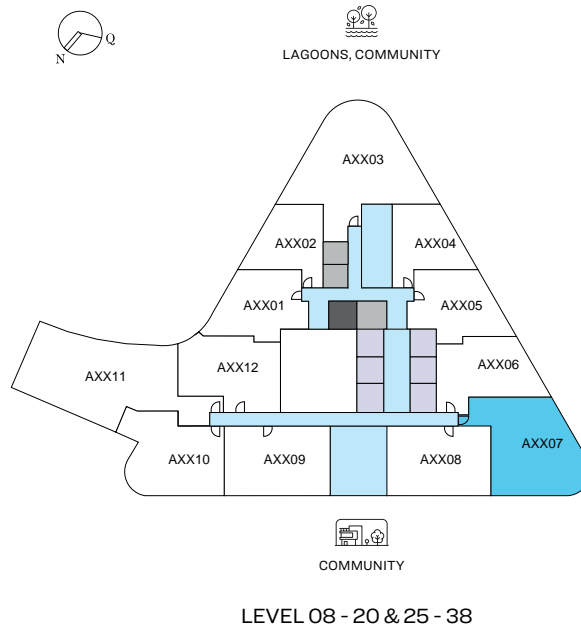 N
Q
LAGOONS, COMMUNITY
AXX03
AXX02
AXX04
AXX01
AXX05
AXX11
AXX12
AXX06
AXX10
AXX09
AXX08
AXX07
COMMUNITY
LEVEL 08 - 20 & 25 - 38